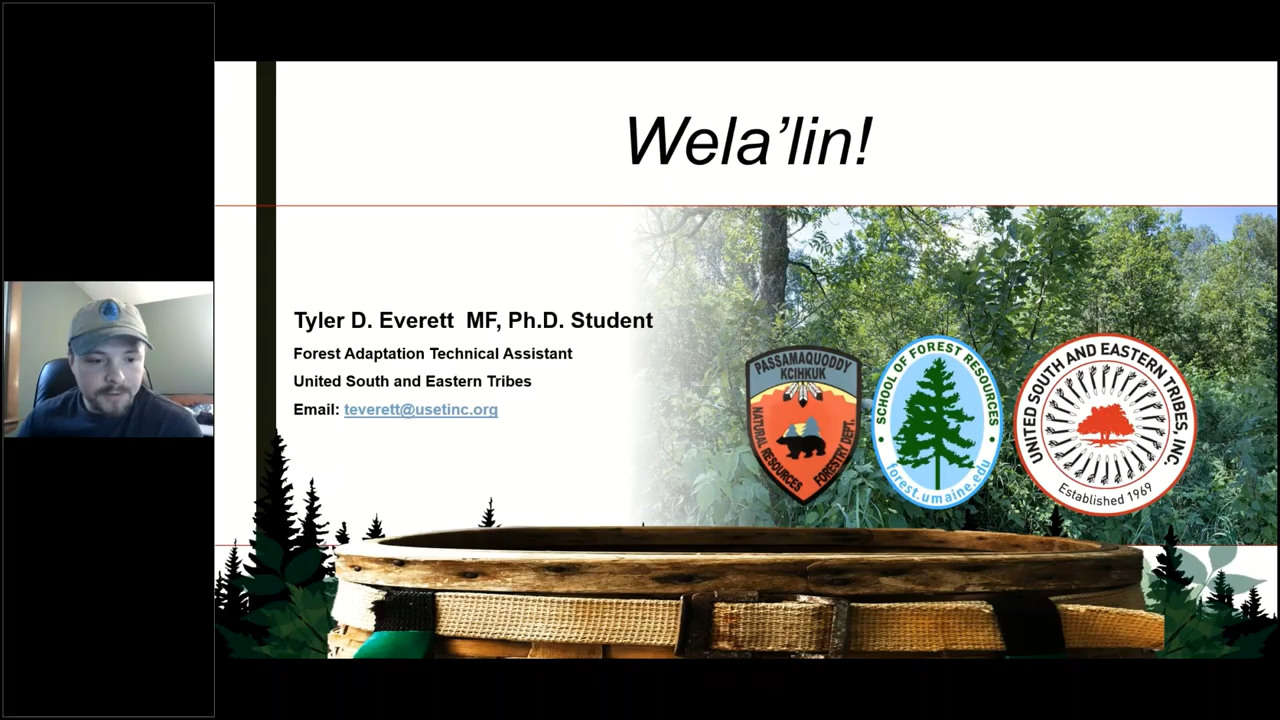 Wela’lin!
Tyler D. Everett  MF, Ph.D. Student
Forest Adaptation Technical Assistant
United South and Eastern Tribes
Email: teverett@usetinc.org
PASSAMAQUODDY
KCIHKUK
NATURAL RESOURCES
FORESTRY DEPT.
SCHOOL OF FOREST RESOURCES
forest.umaine.edu
UNITED SOUTH AND EASTERN TRIBES, INC.
Established 1969